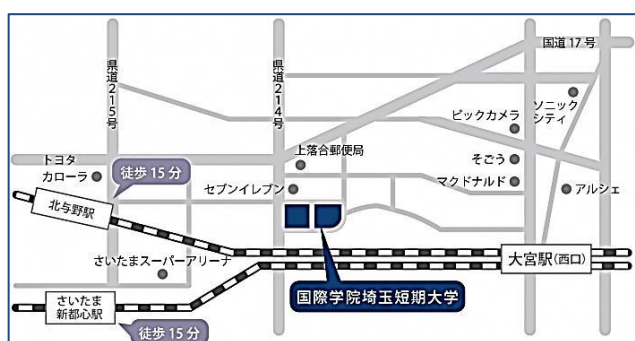 国道17号
県道215号
県道214号
ソニック
シティ
ビックカメラ
上落合郵便局
トヨタ
カローラ
徒歩15分
そごう
セブンイレブン
マクドナルド
アルシェ
北与野駅
さいたまスーパーアリーナ
大宮駅(西口)
国際学院埼玉短期大学
さいたま
新都心駅
徒歩15分